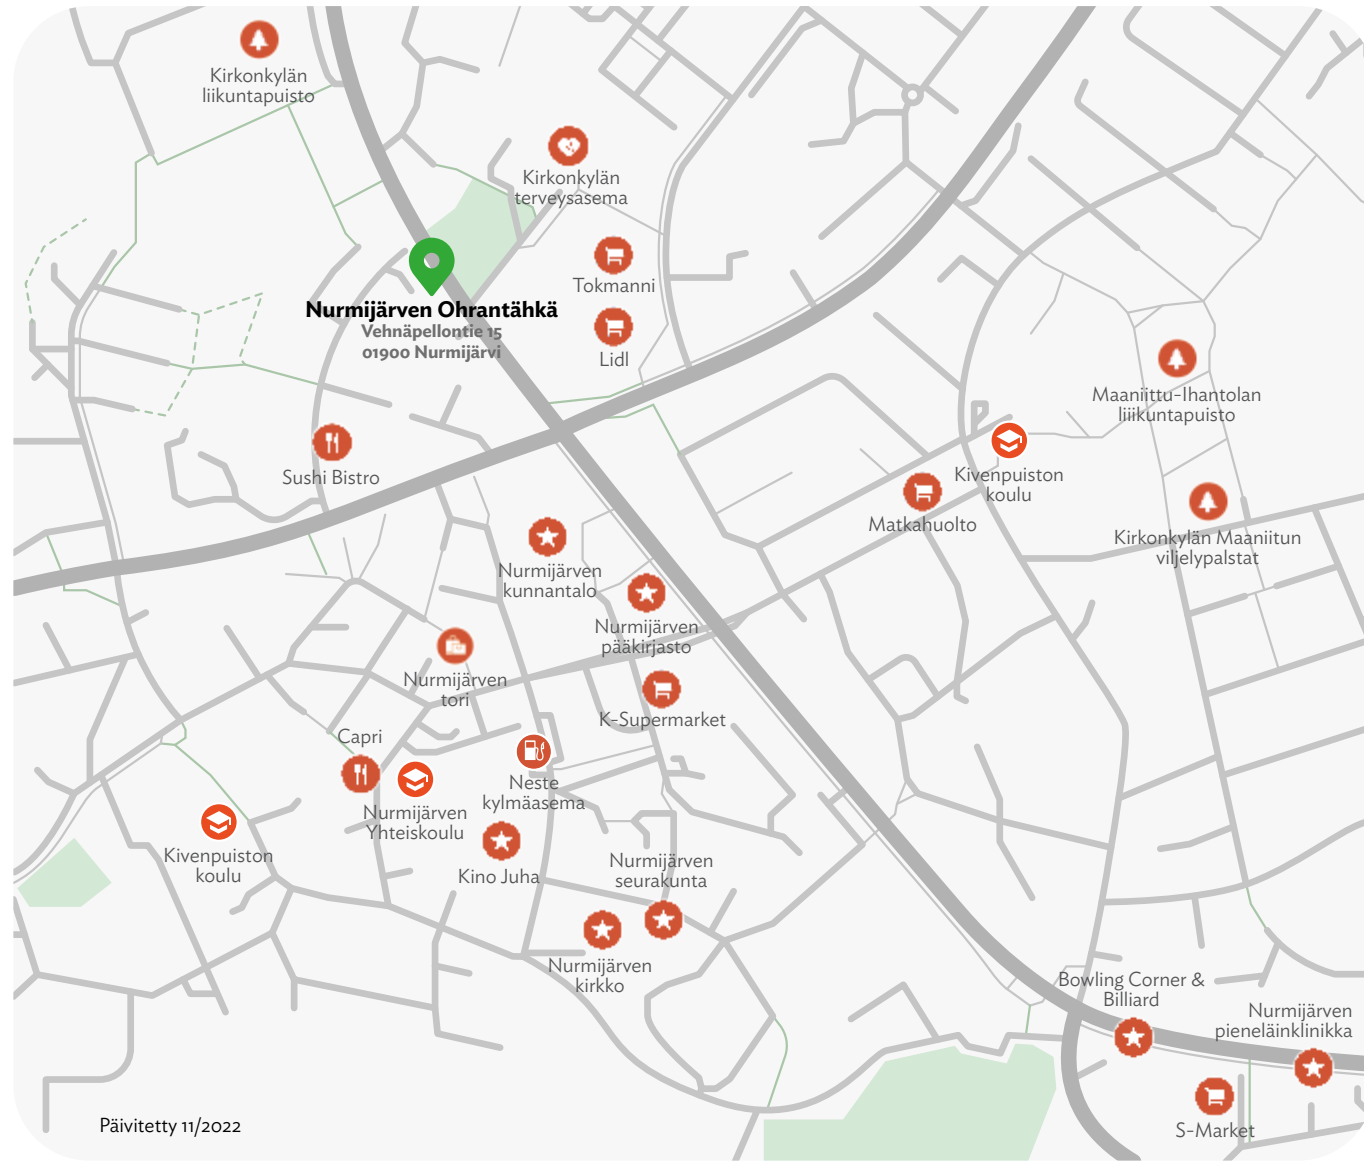 Kirkonkylän
liikuntapuisto
Kirkonkylän
terveysasema
Tokmanni
Nurmijärven Ohrantähkä
Vehnäpellontie 15
01900 Nurmijärvi
Lidl
Maaniittu-Ihantolan
liiikuntapuisto
Sushi Bistro
Kivenpuiston
koulu
Matkahuolto
Kirkonkylän Maaniitun
viljelypalstat
Nurmijärven
kunnantalo
Nurmijärven
pääkirjasto
Nurmijärven
tori
K-Supermarket
Capri
Neste
kylmäasema
Nurmijärven
Yhteiskoulu
Kivenpuiston
koulu
Kino Juha
Nurmijärven
seurakunta
Nurmijärven
kirkko
Bowling Corner &
Billiard
Nurmijärven
pieneläinklinikka
S-Market
Päivitetty 11/2022